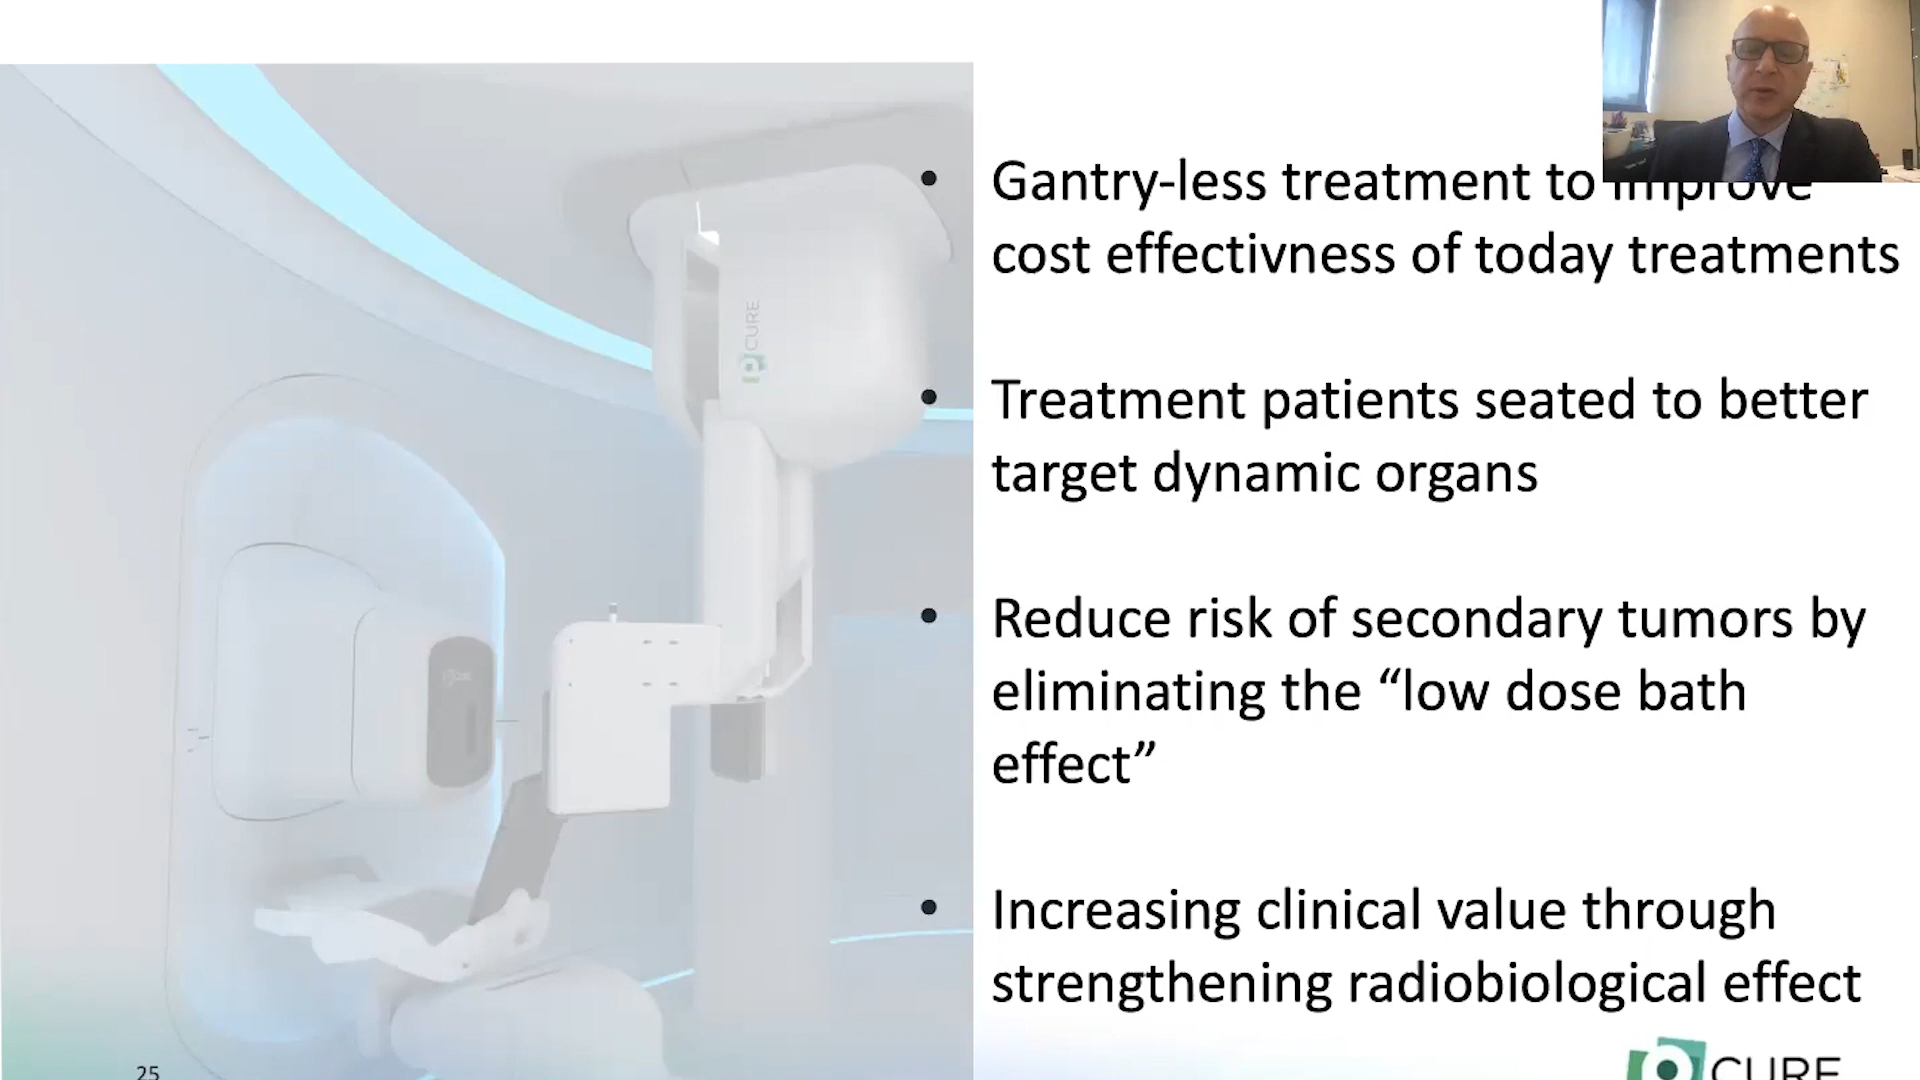 Gantry-less treatment to improve
cost effectivness of today treatments
Treatment patients seated to better
target dynamic organs
Reduce risk of secondary tumors by
eliminating the “low dose bath
effect”
Increasing clinical value through
strengthening radiobiological effect
CURE
25
CURE